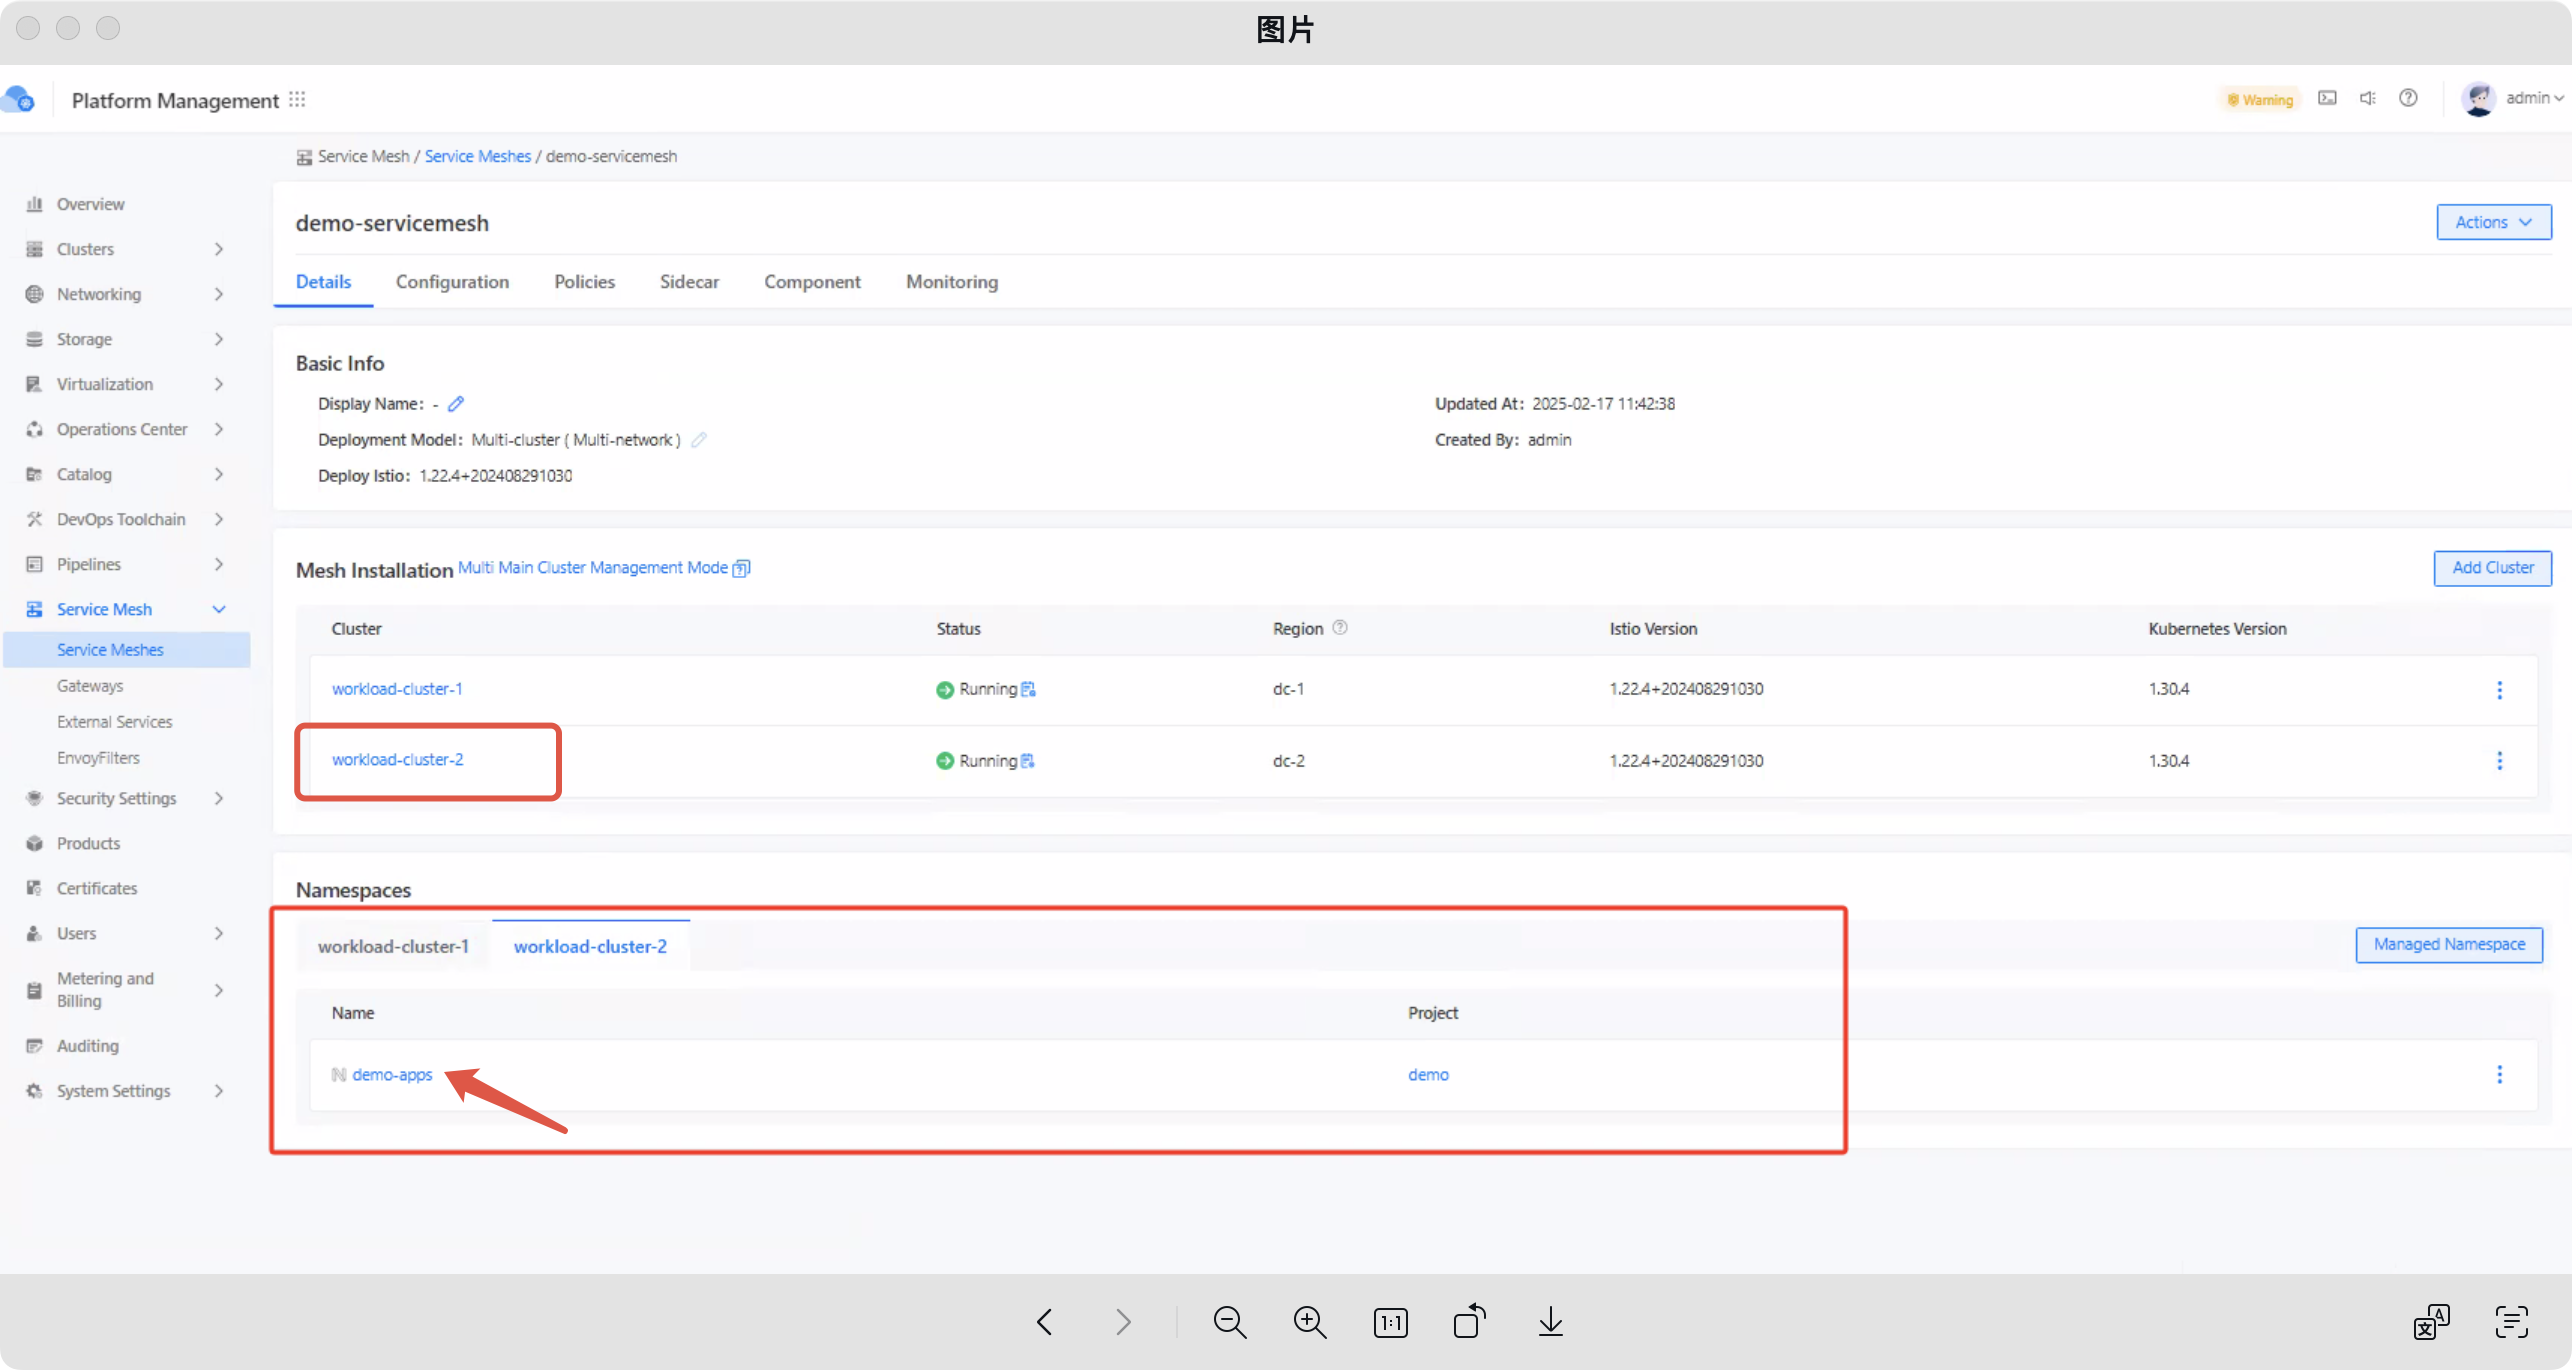 图片
Platform Management
Warning
admin
Service Mesh / Service Meshes / demo-servicemesh
Overview
Clusters
Networking
Storage
Virtualization
Operations Center
Catalog
DevOps Toolchain
Pipelines
Service Mesh
Service Meshes
Gateways
External Services
EnvoyFilters
Security Settings
Products
Certificates
Users
Metering and
Billing
Auditing
System Settings
demo-servicemesh
Actions
Details Configuration Policies Sidecar Component Monitoring
Basic Info
Display Name: -
Updated At: 2025-02-17 11:42:38
Deployment Model: Multi-cluster ( Multi-network )
Created By: admin
Deploy Istio: 1.22.4+202408291030
Mesh Installation Multi Main Cluster Management Mode
Add Cluster
Cluster Status Region Istio Version Kubernetes Version
workload-cluster-1 Running dc-1 1.22.4+202408291030 1.30.4
workload-cluster-2 Running dc-2 1.22.4+202408291030 1.30.4
Namespaces
workload-cluster-1 workload-cluster-2
Managed Namespace
Name Project
N demo-apps demo
1:1
文 A